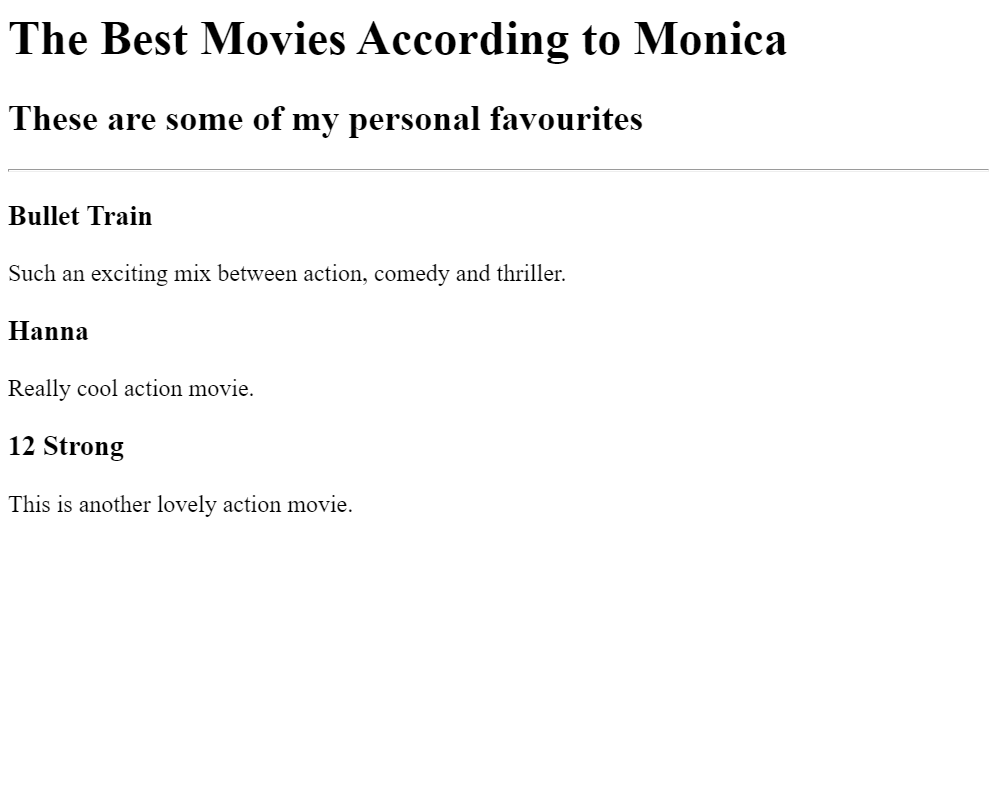 The Best Movies According to Monica
These are some of my personal favourites
Bullet Train
Such an exciting mix between action, comedy and thriller.
Hanna
Really cool action movie.
12 Strong
This is another lovely action movie.